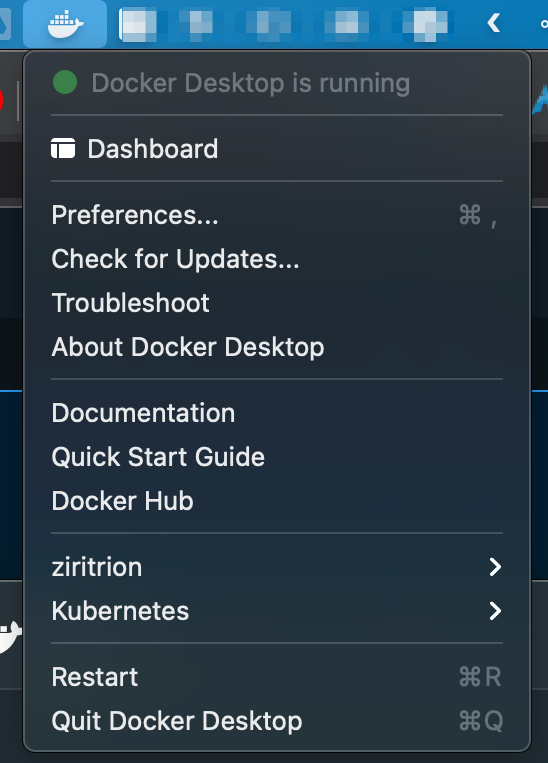 Docker Desktop is running
Dashboard
Preferences... ⌘ ,
Check for Updates...
Troubleshoot
About Docker Desktop
Documentation
Quick Start Guide
Docker Hub
ziritrion
Kubernetes
Restart ⌘R
Quit Docker Desktop ⌘Q